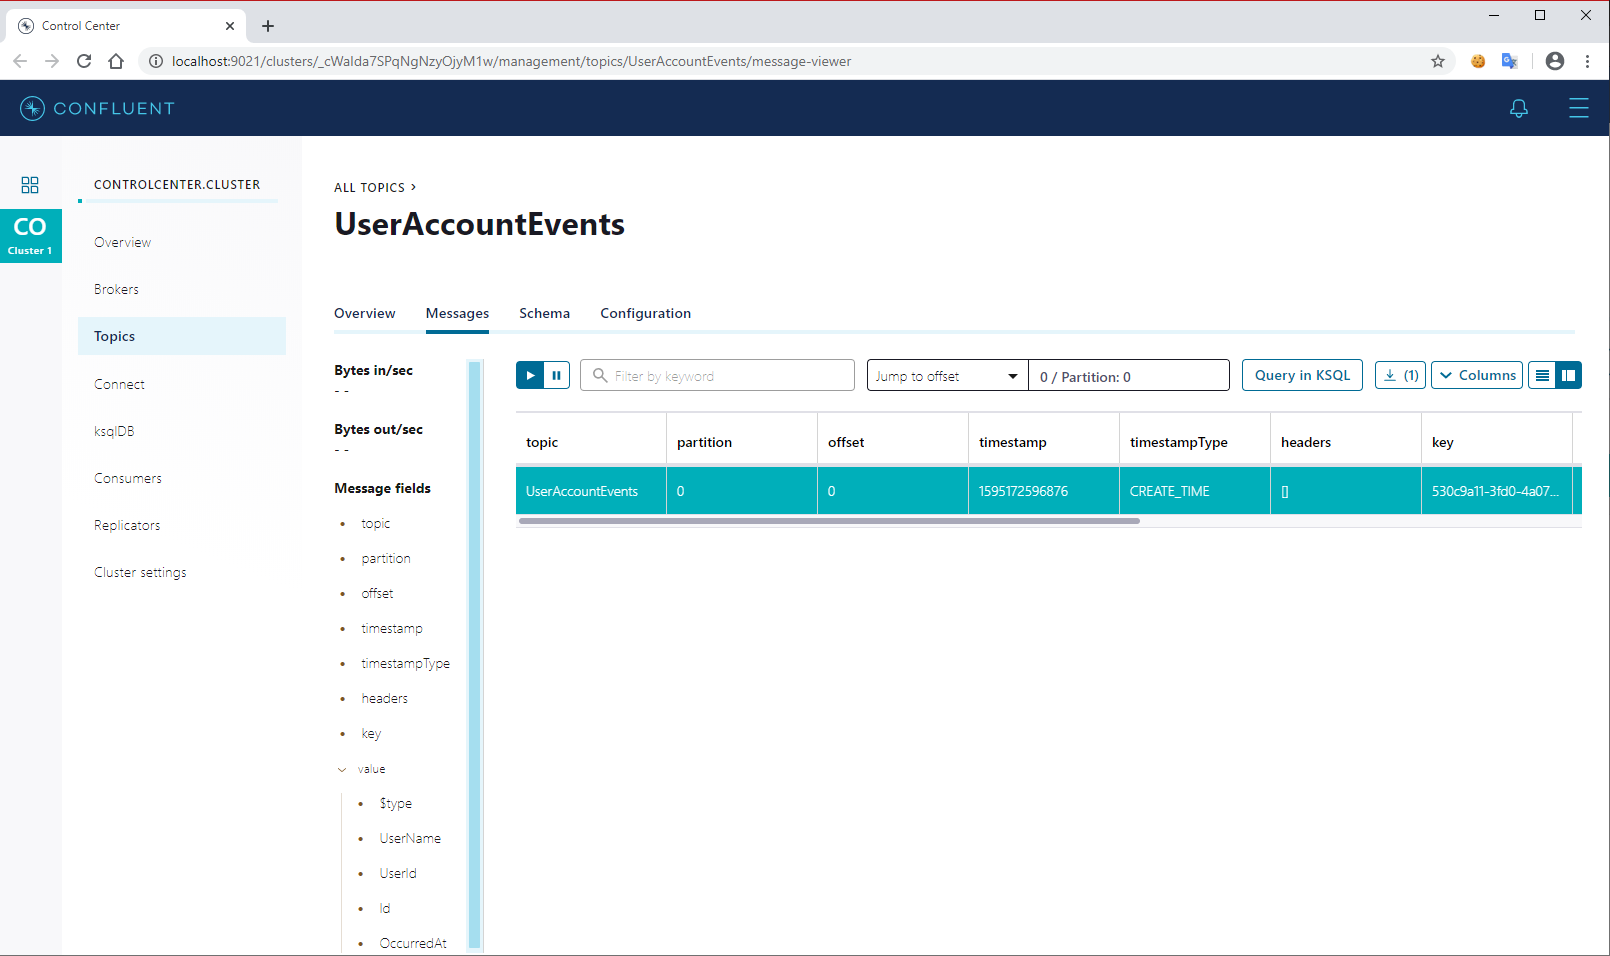 Control Center
localhost:9021/clusters/_cWaIda7SPqNgNzyOjyM1w/management/topics/UserAccountEvents/message-viewer
CONFLUENT
CO
Cluster 1
CONTROLCENTER.CLUSTER
Overview
Brokers
Topics
Connect
ksqlDB
Consumers
Replicators
Cluster settings
ALL TOPICS >
UserAccountEvents
Overview Messages Schema Configuration
Bytes in/sec
- -
Bytes out/sec
- -
Message fields
• topic
• partition
• offset
• timestamp
• timestampType
• headers
• key
value
• $type
• UserName
• UserId
• Id
• OccurredAt
Filter by keyword
Jump to offset
0 / Partition: 0
Query in KSQL
(1)
Columns
topic partition offset timestamp timestampType headers key
UserAccountEvents 0 0 1595172596876 CREATE_TIME [] 530c9a11-3fd0-4a07...